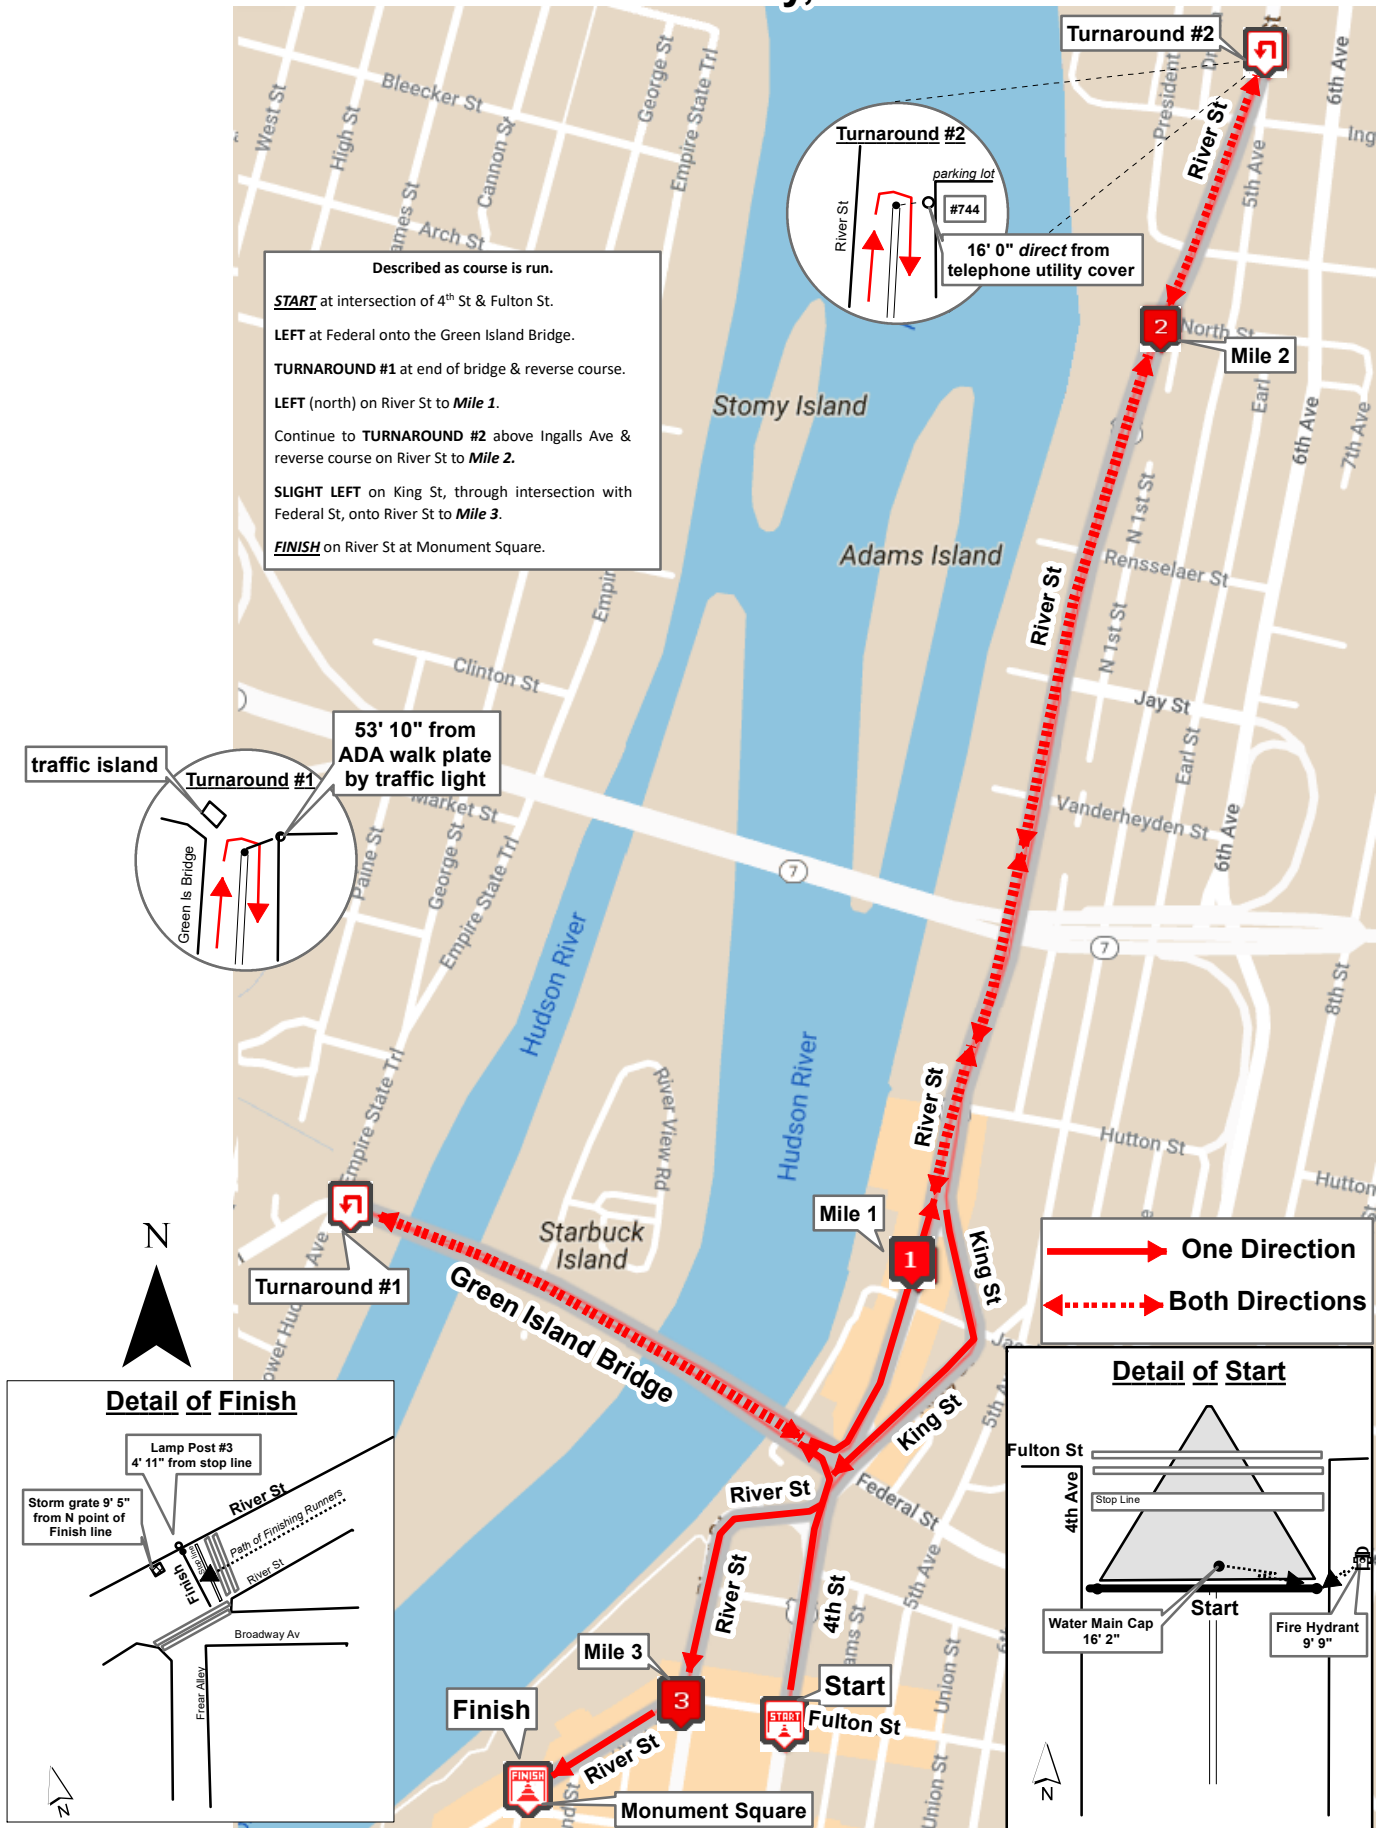 Turnaround #2
George St
Empire State Trl
Bleecker St
West St
High St
Cannon St
Arch St
President
6th Ave
5th Ave
River St
Turnaround #2
parking lot
#744
River St
16' 0" direct from
telephone utility cover
Described as course is run.
START at intersection of 4th St & Fulton St.
LEFT at Federal onto the Green Island Bridge.
TURNAROUND #1 at end of bridge & reverse course.
LEFT (north) on River St to Mile 1.
Continue to TURNAROUND #2 above Ingalls Ave &
reverse course on River St to Mile 2.
SLIGHT LEFT on King St, through intersection with
Federal St, onto River St to Mile 3.
FINISH on River St at Monument Square.
2
North St
Mile 2
Stomy Island
Earl
6th Ave
7th Ave
N 1st St
Adams Island
Rensselaer St
River St
N 1st St
Clinton St
Jay St
Earl St
53' 10" from
ADA walk plate
by traffic light
traffic island
Turnaround #1
Green Is Bridge
Market St
Paine St
George St
Empire State Trl
Vanderheyden St
6th Ave
7
7
8th St
Hudson River
Hudson River
Empire State Trl
River View Rd
River St
Hutton St
Hutton
Mile 1
1
King St
Starbuck
Island
Turnaround #1
Green Island Bridge
N
One Direction
Both Directions
King St
5th Ave
Federal St
River St
River St
4th St
5th Ave
Union St
Detail of Finish
Lamp Post #3
4' 11" from stop line
Storm grate 9' 5"
from N point of
Finish line
River St
Path of Finishing Runners
Stop line
Finish
River St
Broadway Av
Frear Alley
N
Detail of Start
Fulton St
4th Ave
Stop Line
Start
Water Main Cap
16' 2"
Fire Hydrant
9' 9"
N
Mile 3
3
Start
START
Fulton St
Finish
FINISH
River St
Monument Square
Union St